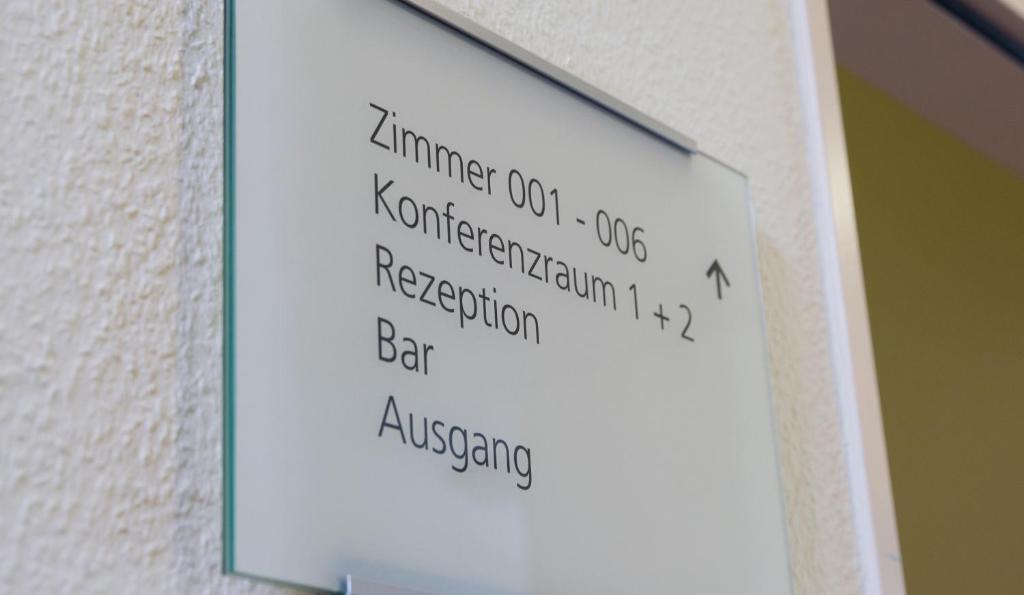 Zimmer 001 - 006
Konferenzraum 1 + 2
Rezeption
Bar
Ausgang